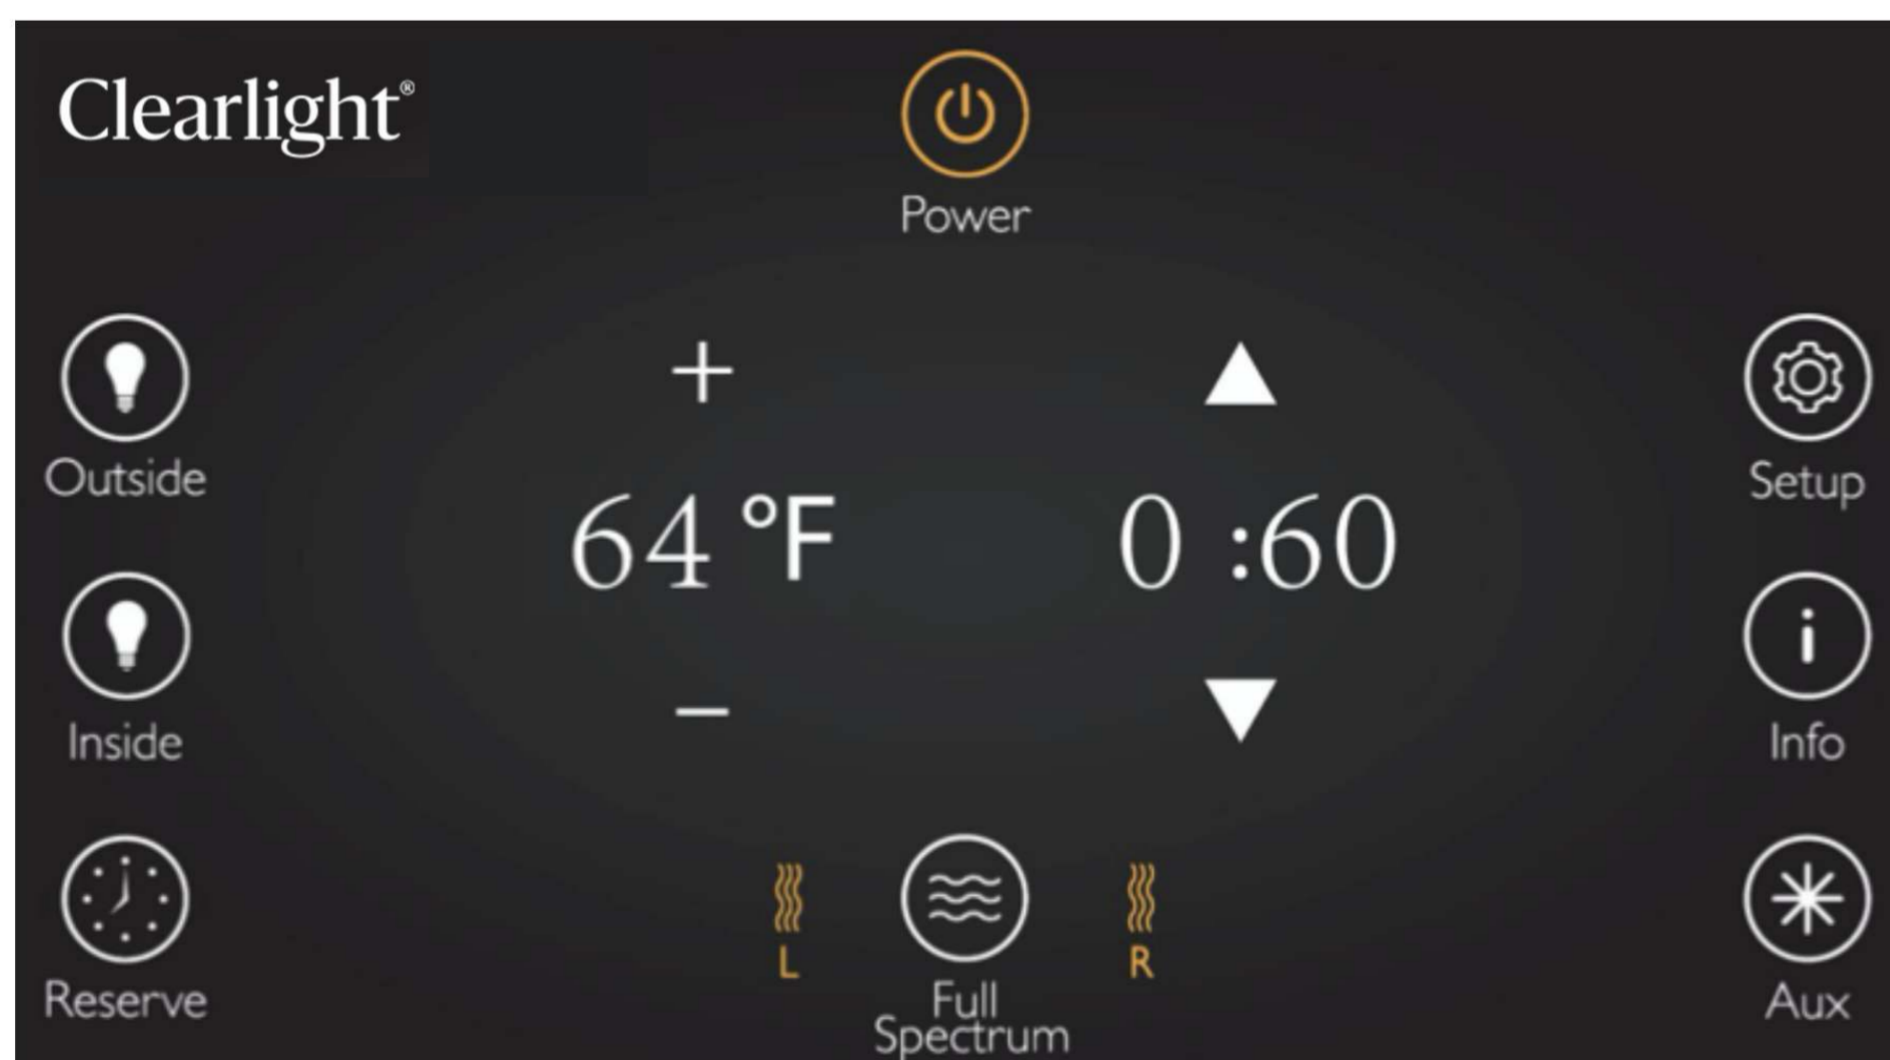 Clearlight®
Power
Outside
Setup
64 °F
0 :60
Inside
Info
L
R
Reserve
Full
Spectrum
Aux